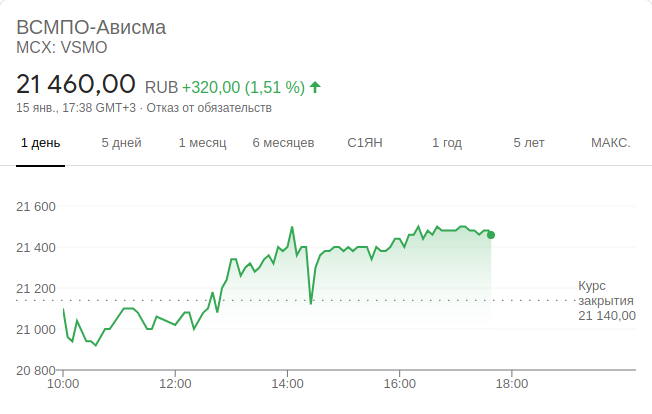 ВСМПО-Ависма
MCX: VSMO
21 460,00 RUB +320,00 (1,51 %)
15 янв., 17:38 GMT+3 · Отказ от обязательств
1 день 5 дней 1 месяц 6 месяцев С1ЯН 1 год 5 лет МАКС.
21 600
21 400
21 200
21 000
20 800
Курс
закрытия
21 140,00
10:00 12:00 14:00 16:00 18:00